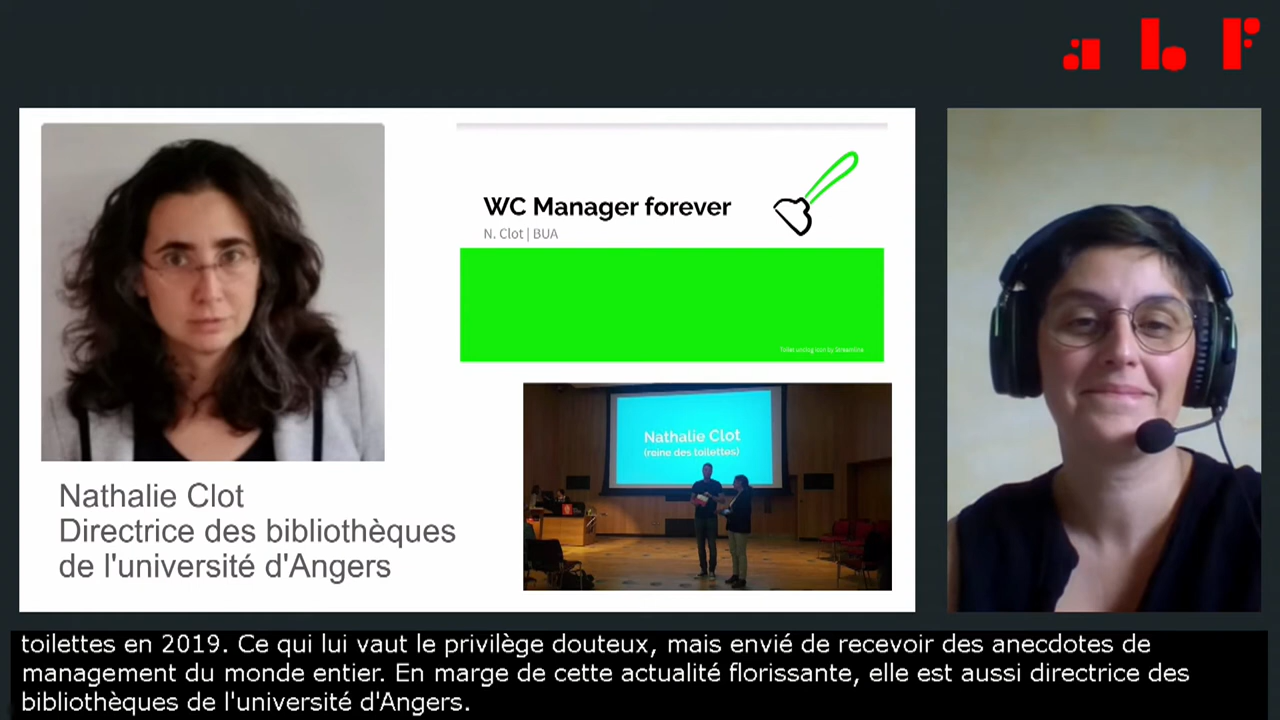 abf
WC Manager forever
N. Clot | BUA
Toilet unclog icon by Streamline
Nathalie Clot
(reine des toilettes)
Nathalie Clot
Directrice des bibliothèques
de l'université d'Angers
toilettes en 2019. Ce qui lui vaut le privilège douteux, mais envié de recevoir des anecdotes de
management du monde entier. En marge de cette actualité florissante, elle est aussi directrice des
bibliothèques de l'université d'Angers.